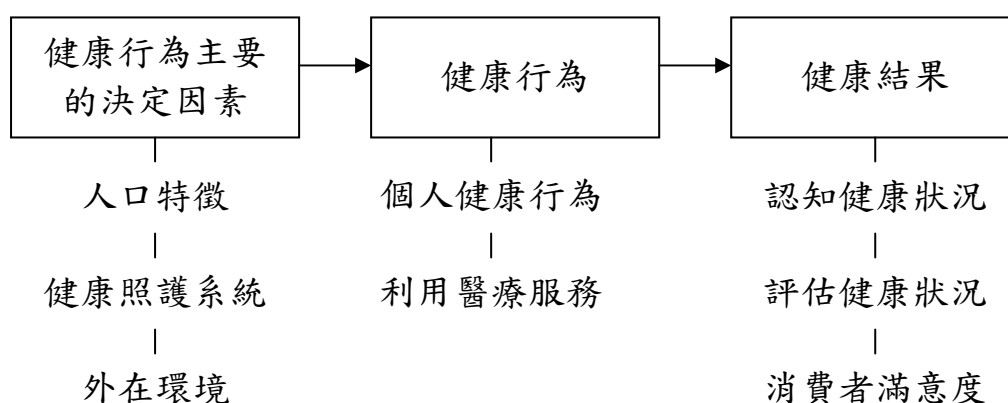 健康行為主要
的決定因素
健康行為
健康結果
人口特徵
個人健康行為
認知健康狀況
健康照護系統
利用醫療服務
評估健康狀況
外在環境
消費者滿意度